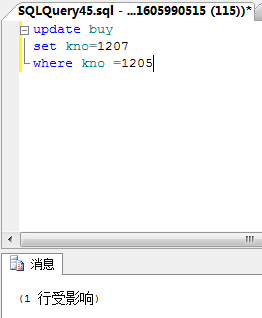 SQLQuery45.sql - ...1605990515 (115))*
update buy
set kno=1207
where kno =1205
消息
(1 行受影响)